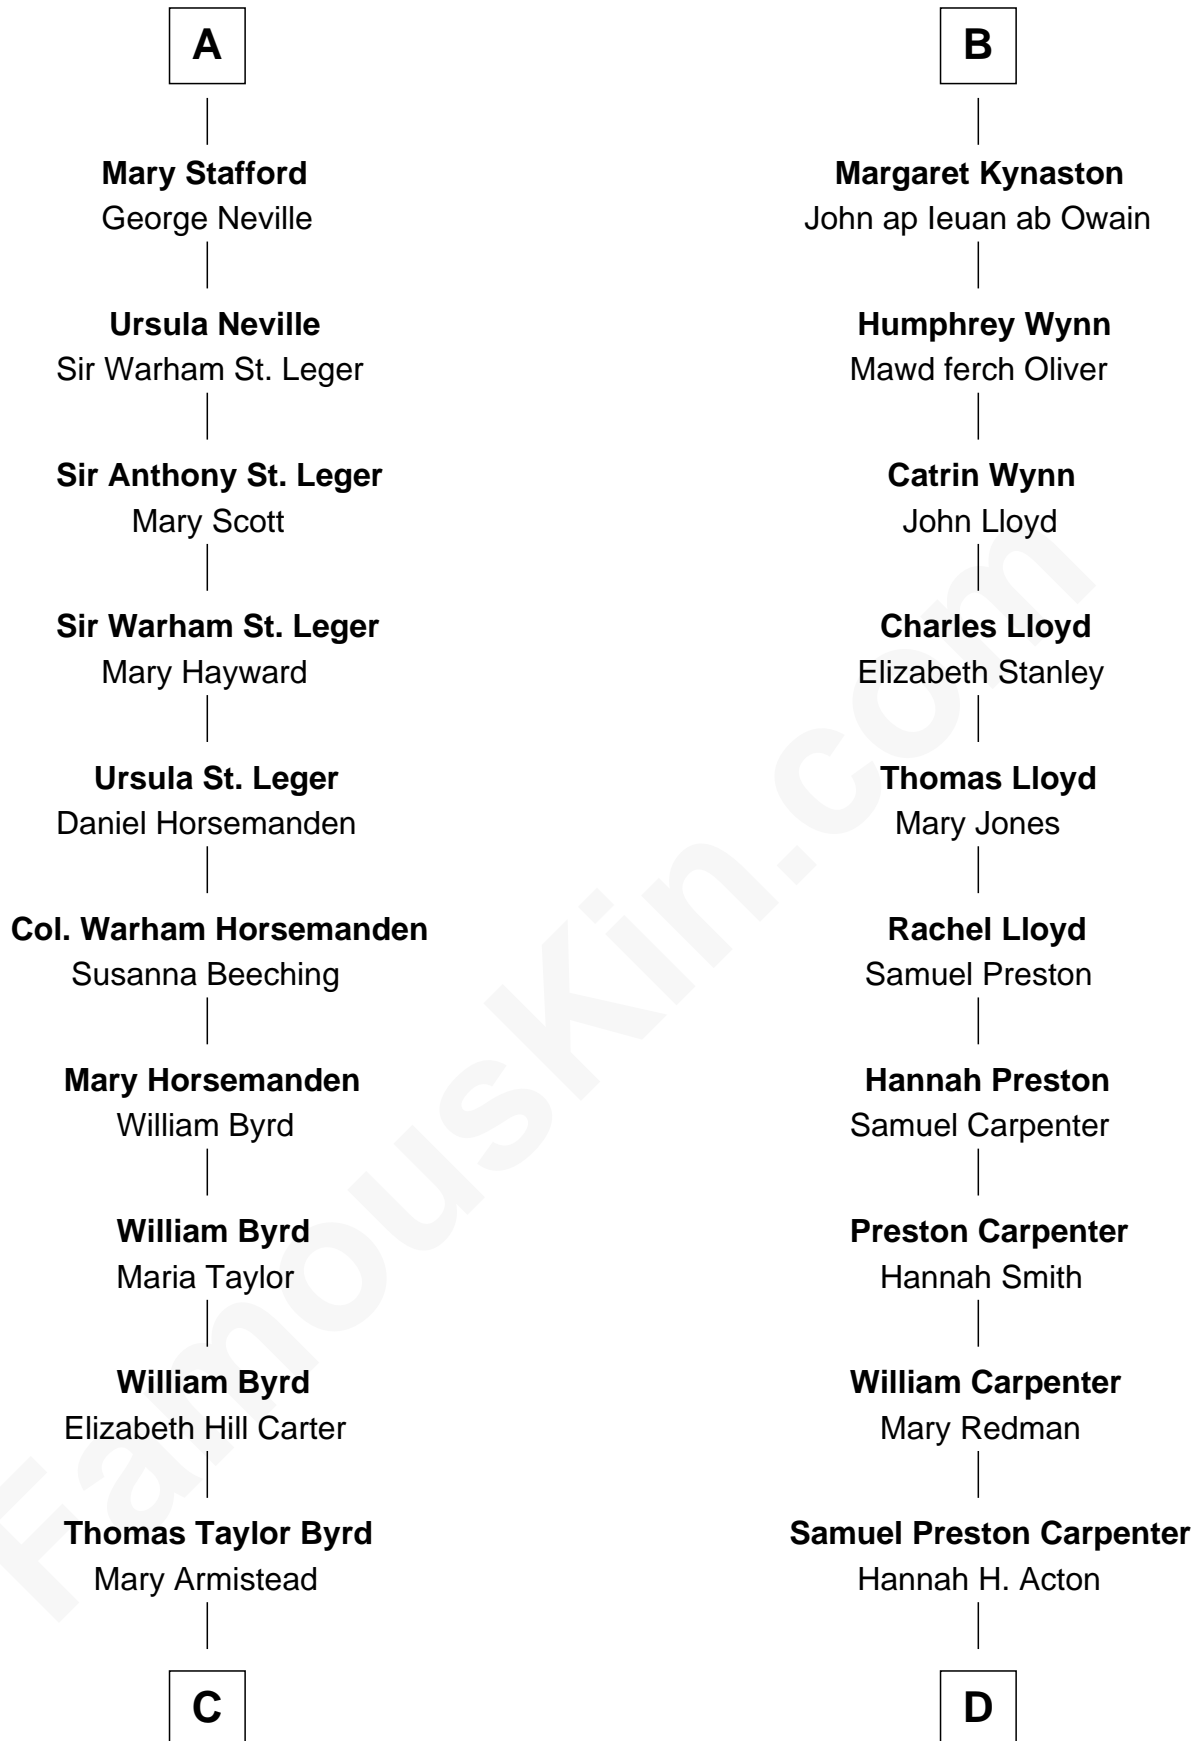 A
Mary Stafford
George Neville
Ursula Neville
Sir Warham St. Leger
Sir Anthony St. Leger
Mary Scott
Sir Warham St. Leger
Mary Hayward
Ursula St. Leger
Daniel Horsemanden
Col. Warham Horsemanden
Susanna Beeching
Mary Horsemanden
William Byrd
William Byrd
Maria Taylor
William Byrd
Elizabeth Hill Carter
Thomas Taylor Byrd
Mary Armistead
C
B
Margaret Kynaston
John ap Ieuan ab Owain
Humphrey Wynn
Mawd ferch Oliver
Catrin Wynn
John Lloyd
Charles Lloyd
Elizabeth Stanley
Thomas Lloyd
Mary Jones
Rachel Lloyd
Samuel Preston
Hannah Preston
Samuel Carpenter
Preston Carpenter
Hannah Smith
William Carpenter
Mary Redman
Samuel Preston Carpenter
Hannah H. Acton
D
FamousKin.com